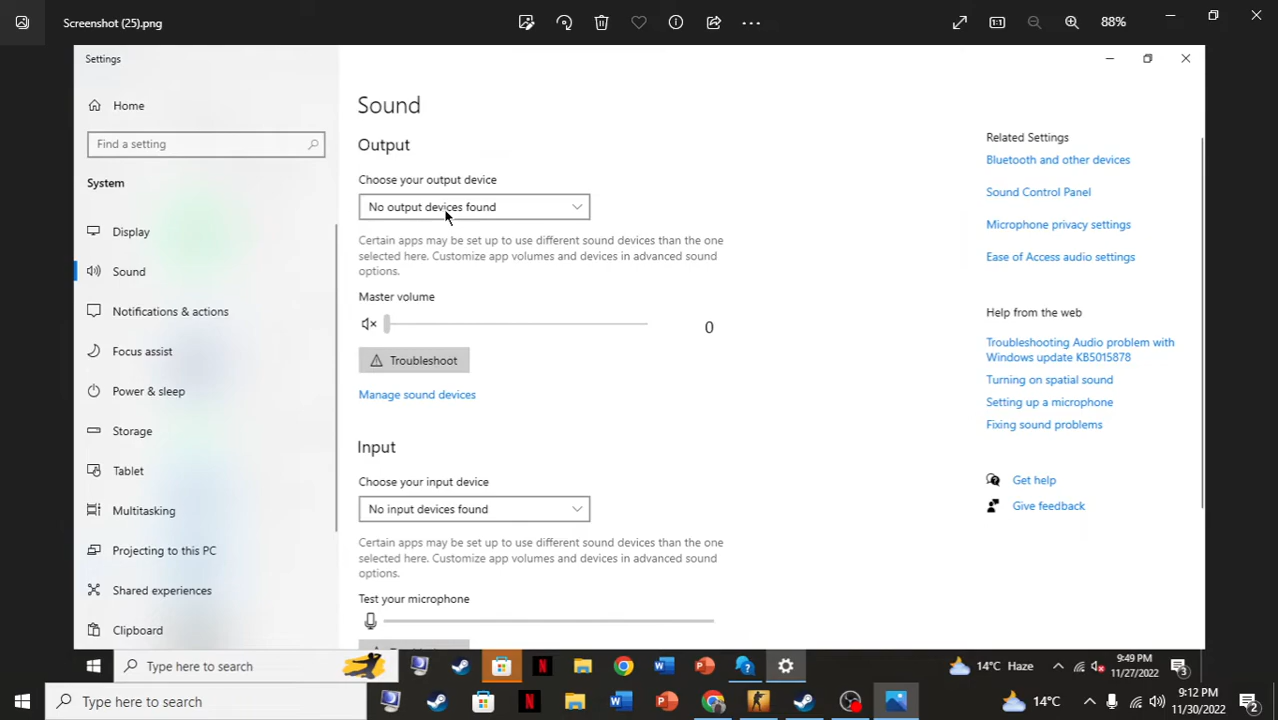 Screenshot (25).png
88%
Settings
Home
Find a setting
System
Display
Sound
Notifications & actions
Focus assist
Power & sleep
Storage
Tablet
Multitasking
Projecting to this PC
Shared experiences
Clipboard
Sound
Output
Choose your output device
No output devices found
Certain apps may be set up to use different sound devices than the one
selected here. Customize app volumes and devices in advanced sound
options.
Master volume
0
Troubleshoot
Manage sound devices
Input
Choose your input device
No input devices found
Certain apps may be set up to use different sound devices than the one
selected here. Customize app volumes and devices in advanced sound
options.
Test your microphone
Related Settings
Bluetooth and other devices
Sound Control Panel
Microphone privacy settings
Ease of Access audio settings
Help from the web
Troubleshooting Audio problem with
Windows update KB5015878
Turning on spatial sound
Setting up a microphone
Fixing sound problems
Get help
Give feedback
Type here to search
14°C Haze
9:49 PM
11/27/2022
3
Type here to search
14°C
9:12 PM
11/30/2022
2